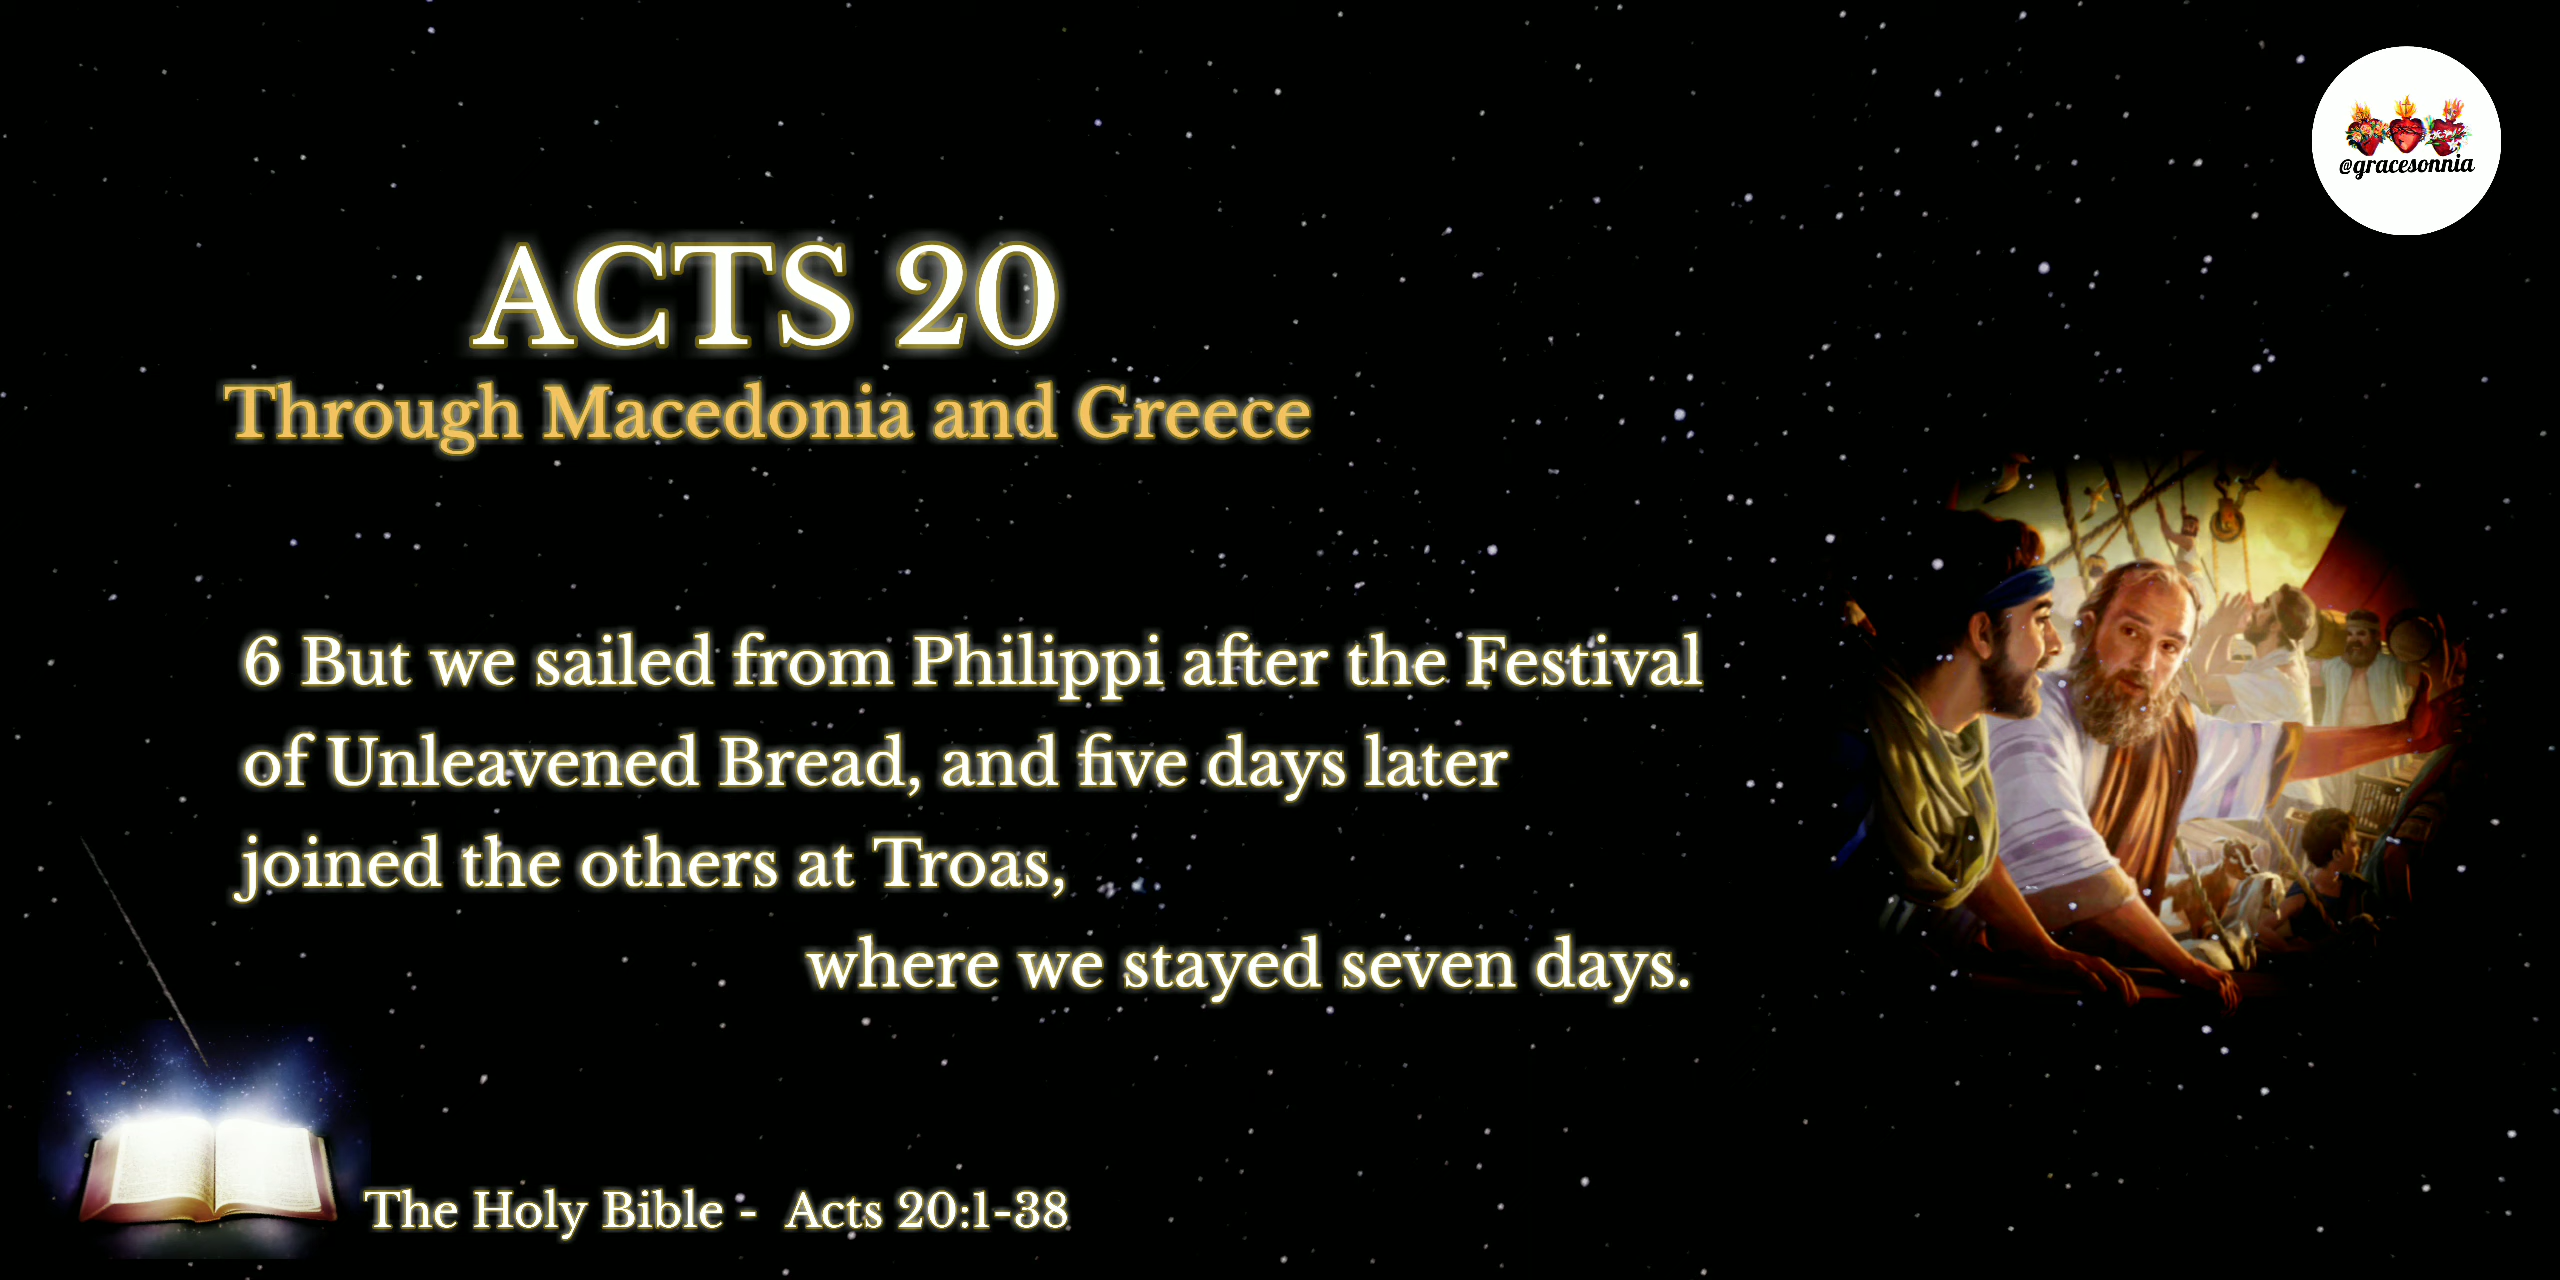 @gracesonnia
ACTS 20
Through Macedonia and Greece
6 But we sailed from Philippi after the Festival
of Unleavened Bread, and five days later
joined the others at Troas,
where we stayed seven days.
The Holy Bible - Acts 20:1-38